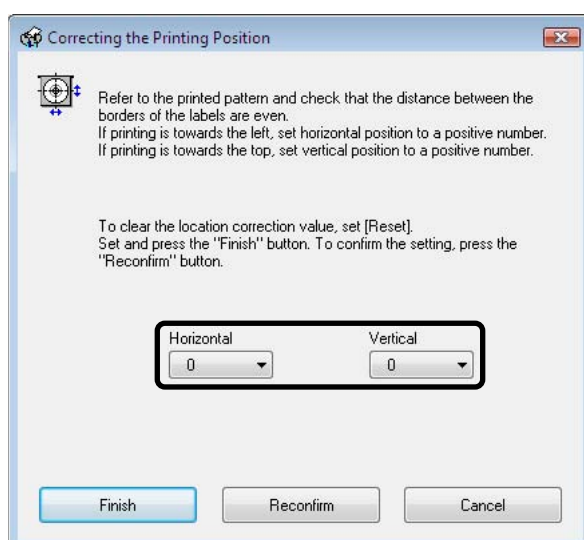 Correcting the Printing Position
Refer to the printed pattern and check that the distance between the
borders of the labels are even.
If printing is towards the left, set horizontal position to a positive number.
If printing is towards the top, set vertical position to a positive number.
To clear the location correction value, set [Reset].
Set and press the "Finish" button. To confirm the setting, press the
"Reconfirm" button.
Horizontal Vertical
0 0
Finish Reconfirm Cancel